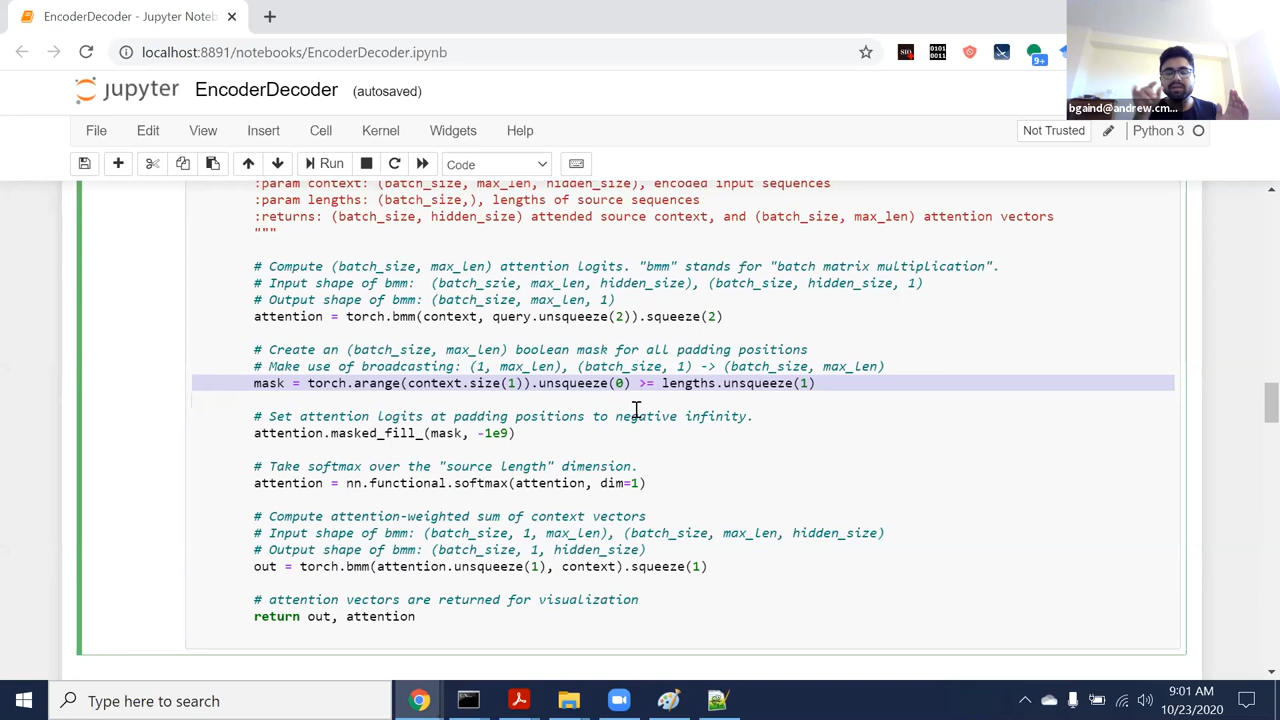 EncoderDecoder - Jupyter Noteb
localhost:8891/notebooks/EncoderDecoder.ipynb
9+
bgaind@andrew.cm...
jupyter EncoderDecoder (autosaved)
File Edit View Insert Cell Kernel Widgets Help
Not Trusted Python 3
Run Code
:param context: (batch_size, max_len, hidden_size), encoded input sequences
:param lengths: (batch_size,), lengths of source sequences
:returns: (batch_size, hidden_size) attended source context, and (batch_size, max_len) attention vectors
"""
# Compute (batch_size, max_len) attention logits. "bmm" stands for "batch matrix multiplication".
# Input shape of bmm: (batch_szie, max_len, hidden_size), (batch_size, hidden_size, 1)
# Output shape of bmm: (batch_size, max_len, 1)
attention = torch.bmm(context, query.unsqueeze(2)).squeeze(2)
# Create an (batch_size, max_len) boolean mask for all padding positions
# Make use of broadcasting: (1, max_len), (batch_size, 1) -> (batch_size, max_len)
mask = torch.arange(context.size(1)).unsqueeze(0) >= lengths.unsqueeze(1)
# Set attention logits at padding positions to negative infinity.
attention.masked_fill_(mask, -1e9)
# Take softmax over the "source length" dimension.
attention = nn.functional.softmax(attention, dim=1)
# Compute attention-weighted sum of context vectors
# Input shape of bmm: (batch_size, 1, max_len), (batch_size, max_len, hidden_size)
# Output shape of bmm: (batch_size, 1, hidden_size)
out = torch.bmm(attention.unsqueeze(1), context).squeeze(1)
# attention vectors are returned for visualization
return out, attention
Type here to search
9:01 AM
10/23/2020